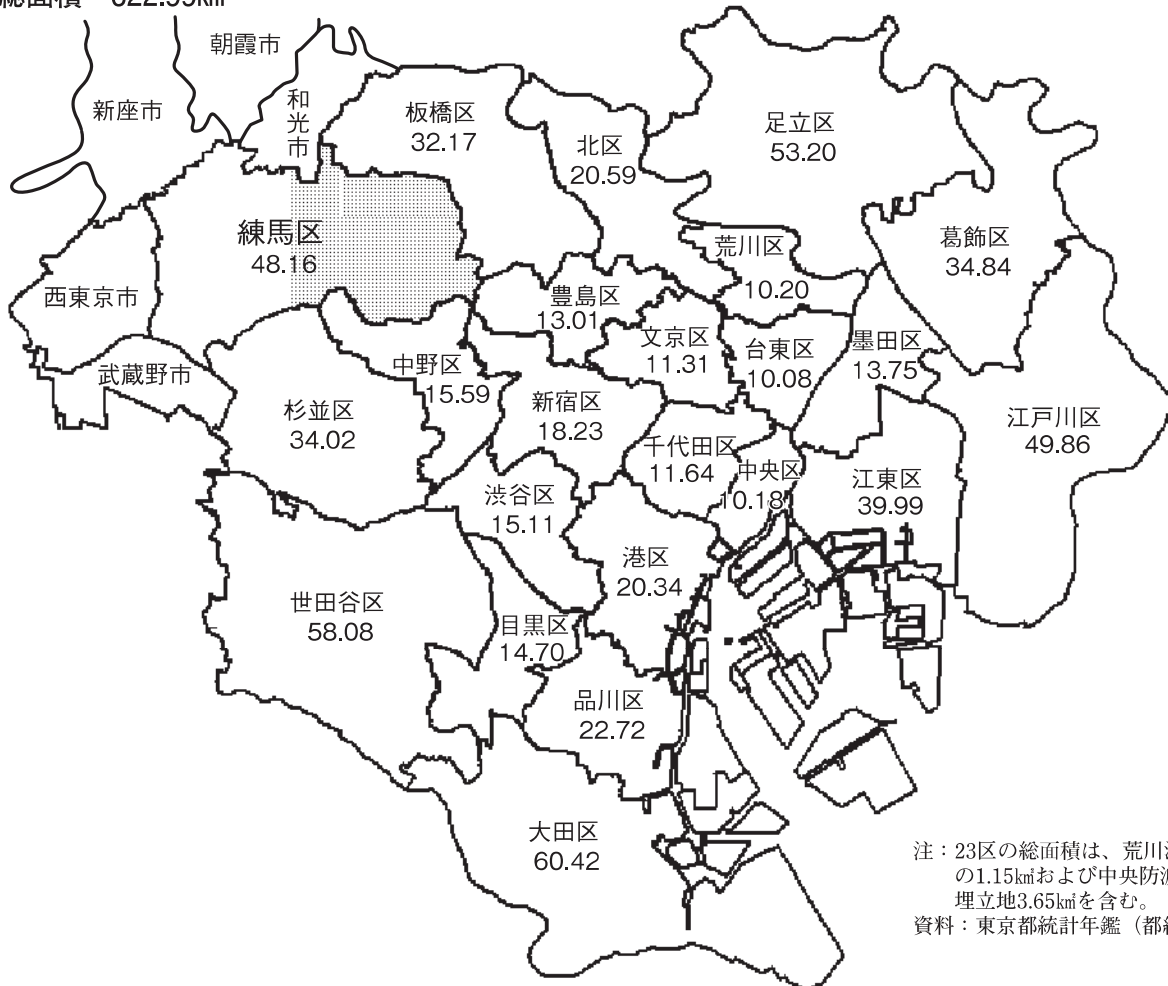 総面積 622.99km²
朝霞市
新座市
和光市
板橋区
32.17
北区
20.59
足立区
53.20
練馬区
48.16
荒川区
10.20
葛飾区
34.84
西東京市
豊島区
13.01
文京区
11.31
台東区
10.08
墨田区
13.75
武蔵野市
中野区
15.59
杉並区
34.02
新宿区
18.23
千代田区
11.64
中央区
10.18
江東区
39.99
江戸川区
49.86
渋谷区
15.11
港区
20.34
世田谷区
58.08
目黒区
14.70
品川区
22.72
大田区
60.42
注：23区の総面積は、荒川
の1.15㎢および中央防
埋立地3.65㎢を含む。
資料：東京都統計年鑑（都